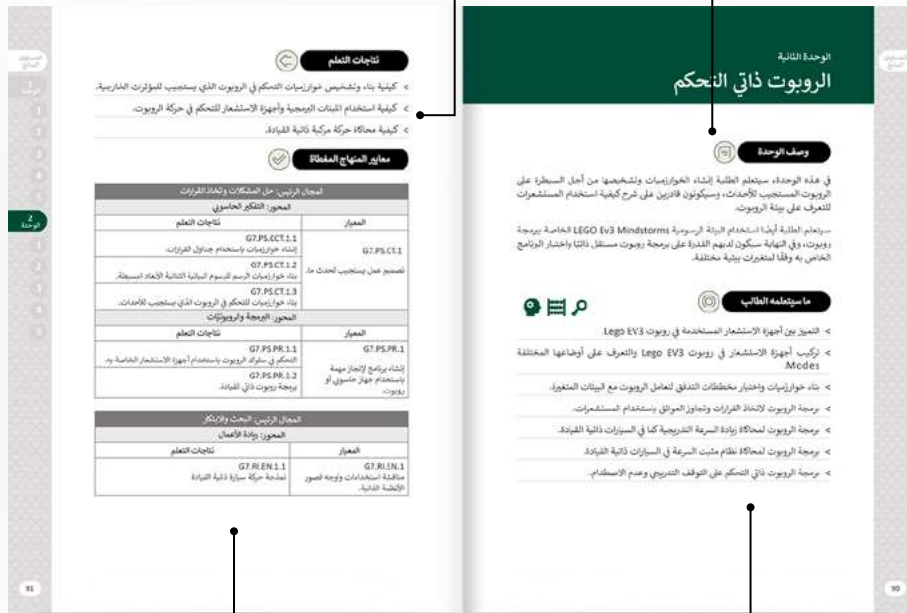 الوحدة الثانية
الروبوت ذاتي التحكم
وصف الوحدة
في هذه الوحدة، سيتعلم الطلبة إنشاء الخوارزميات وتشخيصها من أجل السيطرة على
الروبوت المستجيب للأحداث، وسيكونون قادرين على شرح كيفية استخدام المستشعرات
للتعرف على بيئة الروبوت.
سيتعلم الطلبة أيضًا استخدام البيئة الرسومية LEGO Ev3 Mindstorms الخاصة ببرمجة
روبوت، وفي النهاية سيكون لديهم القدرة على برمجة روبوت مستقل ذاتيًا واختبار البرنامج
الخاص به وفقًا لمتغيرات بيئية مختلفة.
ما سيتعلمه الطالب
> التمييز بين أجهزة الاستشعار المستخدمة في روبوت Lego EV3.
> تركيب أجهزة الاستشعار في روبوت Lego EV3 والتعرف على أوضاعها المختلفة
Modes.
> بناء خوارزميات واختبار مخططات التدفق لتعامل الروبوت مع البيئات المتغيرة.
> برمجة الروبوت لاتخاذ القرارات وتجاوز العوائق باستخدام المستشعرات.
> برمجة الروبوت لمحاكاة زيادة السرعة التدريجية كما في السيارات ذاتية القيادة.
> برمجة الروبوت لمحاكاة نظام مثبت السرعة في السيارات ذاتية القيادة.
> برمجة الروبوت ذاتي التحكم على التوقف التدريجي وعدم الاصطدام.
90
نتاجات التعلم
> كيفية بناء وتشخيص خوارزميات التحكم في الروبوت الذي يستجيب للمؤثرات الخارجية.
> كيفية استخدام اللبنات البرمجية وأجهزة الاستشعار للتحكم في حركة الروبوت.
> كيفية محاكاة حركة مركبة ذاتية القيادة.
معايير المنهاج المغطاة
المجال الرئيس: حل المشكلات واتخاذ القرارات
المحور: التفكير الحاسوبي
المعيار نتاجات التعلم
G7.PS.CT.1
تصميم عمل يستجيب لحدث ما.
G7.PS.CCT.1.1
إنشاء خوارزميات باستخدام جداول القرارات.
G7.PS.CT.1.2
بناء خوارزميات الرسم للرسوم البيانية الثنائية الأبعاد البسيطة.
G7.PS.CT.1.3
بناء خوارزميات للتحكم في الروبوت الذي يستجيب للأحداث.
المحور: البرمجة والروبوتيّات
المعيار نتاجات التعلم
G7.PS.PR.1
إنشاء برنامج لإنجاز مهمة
باستخدام جهاز حاسوبي أو
روبوت.
G7.PS.PR.1.1
التحكم في سلوك الروبوت باستخدام أجهزة الاستشعار الخاصة به.
G7.PS.PR.1.2
برمجة روبوت ذاتي القيادة.
المجال الرئيس: البحث والابتكار
المحور: ريادة الأعمال
المعيار نتاجات التعلم
G7.RI.EN.1
مناقشة استخدامات وأوجه قصور
الأنظمة الذاتية.
G7.RI.EN.1.1
نمذجة حركة سيارة ذاتية القيادة
2
الوحدة
91